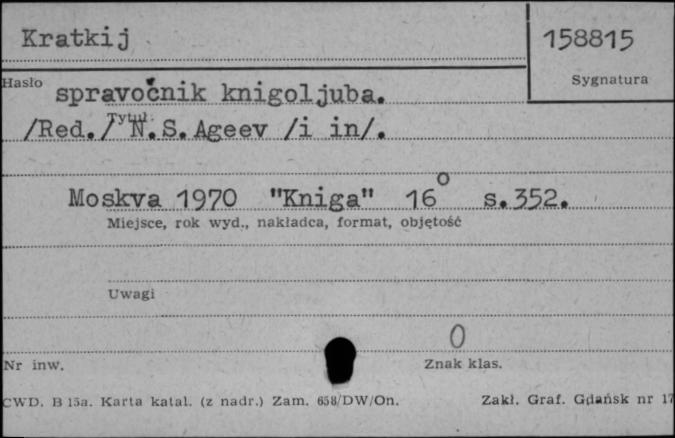 Kratkij 158815
Hasło Sygnatura
spravočnik knigoljuba.
Tytuł
/Red./ N.S.Ageev /i in/.
Moskva 1970 "Kniga" 16° s.352.
Miejsce, rok wyd., nakładca, format, objętość
Uwagi
0
Nr inw. Znak klas.
CWD. B 15a. Karta katal. (z nadr.) Zam. 658/DW/On. Zakł. Graf. Gdańsk nr 17